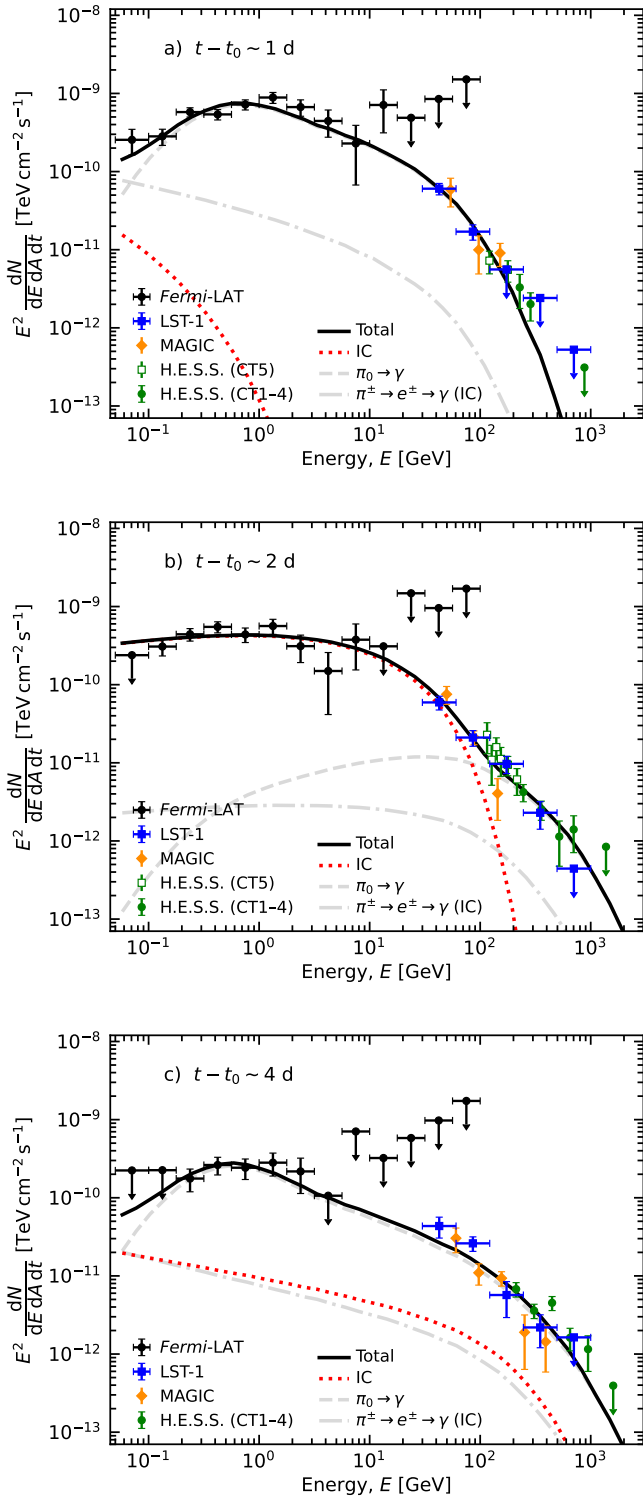 a) t − t₀ ~ 1 d
10⁻⁸
10⁻⁹
10⁻¹⁰
10⁻¹¹
10⁻¹²
10⁻¹³
E² dN/dE dA dt [TeV cm⁻² s⁻¹]
Fermi-LAT
LST-1
MAGIC
H.E.S.S. (CT5)
H.E.S.S. (CT1–4)
Total
IC
π₀ → γ
π± → e± → γ (IC)
10⁻¹ 10⁰ 10¹ 10² 10³
Energy, E [GeV]
b) t − t₀ ~ 2 d
10⁻⁸
10⁻⁹
10⁻¹⁰
10⁻¹¹
10⁻¹²
10⁻¹³
E² dN/dE dA dt [TeV cm⁻² s⁻¹]
Fermi-LAT
LST-1
MAGIC
H.E.S.S. (CT5)
H.E.S.S. (CT1–4)
Total
IC
π₀ → γ
π± → e± → γ (IC)
10⁻¹ 10⁰ 10¹ 10² 10³
Energy, E [GeV]
c) t − t₀ ~ 4 d
10⁻⁸
10⁻⁹
10⁻¹⁰
10⁻¹¹
10⁻¹²
10⁻¹³
E² dN/dE dA dt [TeV cm⁻² s⁻¹]
Fermi-LAT
LST-1
MAGIC
H.E.S.S. (CT1–4)
Total
IC
π₀ → γ
π± → e± → γ (IC)
10⁻¹ 10⁰ 10¹ 10² 10³
Energy, E [GeV]